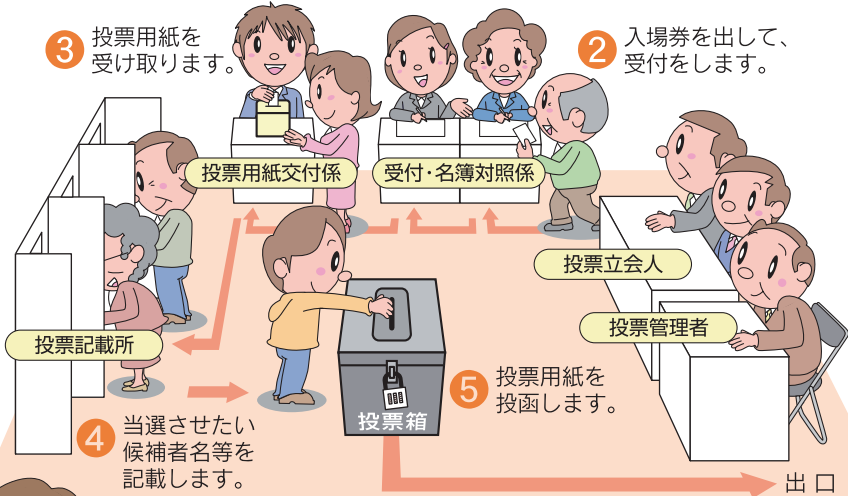 3
投票用紙を
受け取ります。
2
入場券を出して、
受付をします。
投票用紙交付係
受付・名簿対照係
投票立会人
投票管理者
投票記載所
5
投票用紙を
投函します。
投票箱
4
当選させたい
候補者名等を
記載します。
出口